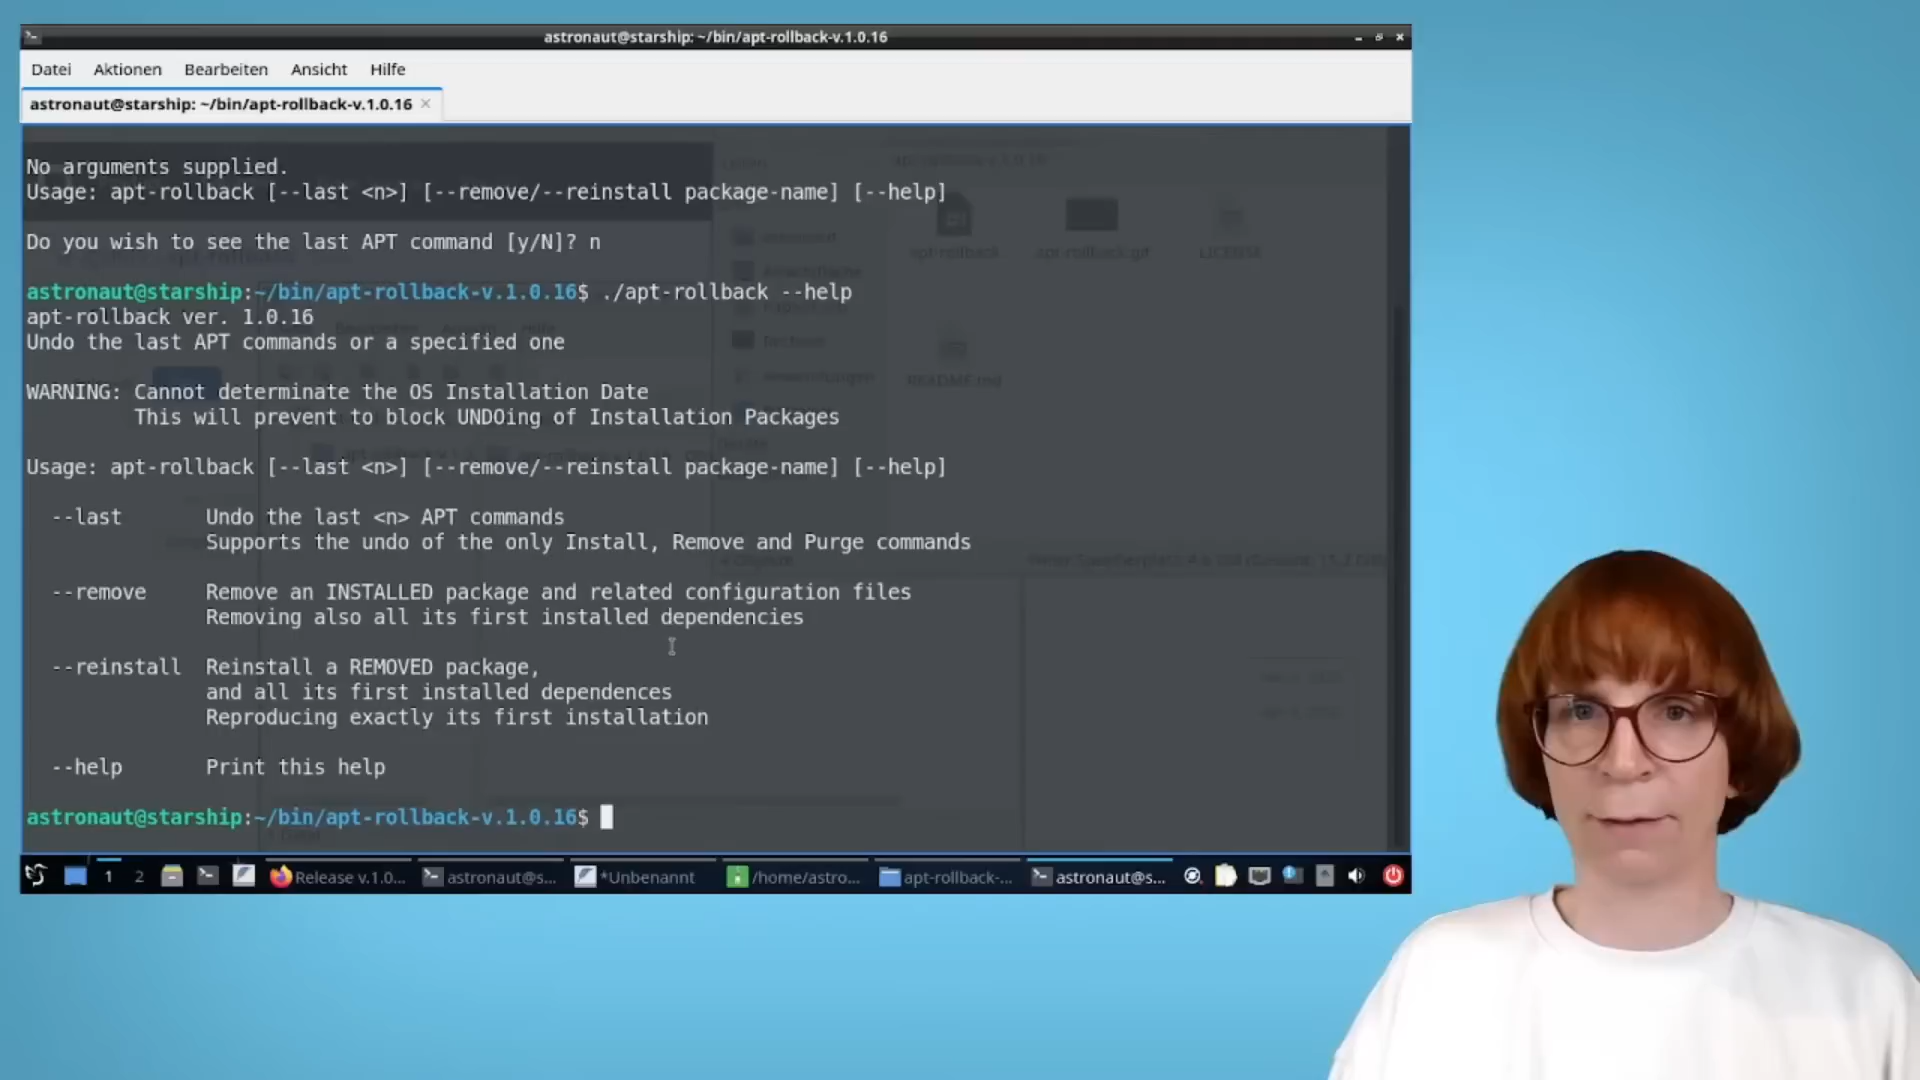 astronaut@starship: ~/bin/apt-rollback-v.1.0.16
Datei Aktionen Bearbeiten Ansicht Hilfe
astronaut@starship: ~/bin/apt-rollback-v.1.0.16
No arguments supplied.
Usage: apt-rollback [--last <n>] [--remove/--reinstall package-name] [--help]
Do you wish to see the last APT command [y/N]? n
astronaut@starship:~/bin/apt-rollback-v.1.0.16$ ./apt-rollback --help
apt-rollback ver. 1.0.16
Undo the last APT commands or a specified one
WARNING: Cannot determinate the OS Installation Date
This will prevent to block UNDOing of Installation Packages
Usage: apt-rollback [--last <n>] [--remove/--reinstall package-name] [--help]
--last Undo the last <n> APT commands
Supports the undo of the only Install, Remove and Purge commands
--remove Remove an INSTALLED package and related configuration files
Removing also all its first installed dependencies
--reinstall Reinstall a REMOVED package,
and all its first installed dependences
Reproducing exactly its first installation
--help Print this help
astronaut@starship:~/bin/apt-rollback-v.1.0.16$
1 2 Release v.1.0... astronaut@s... *Unbenannt /home/astro... apt-rollback-... astronaut@s...
apt-rollback apt-rollback.gif LICENSE
README.md